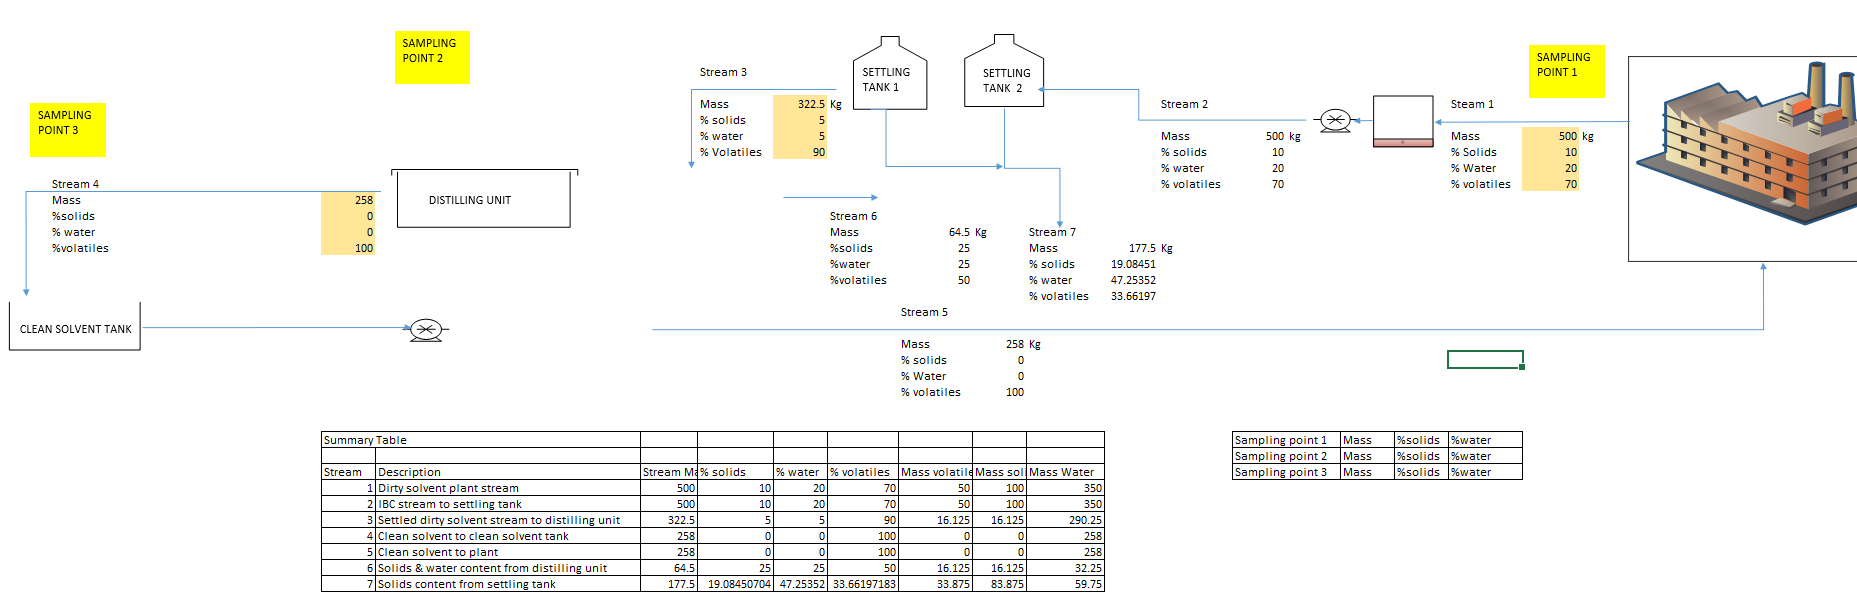 SAMPLING
POINT 2
SAMPLING
POINT 3
SAMPLING
POINT 1
SETTLING
TANK 1
SETTLING
TANK 2
Stream 3
Mass 322.5 Kg
% solids 5
% water 5
% Volatiles 90
Stream 2
Mass 500 kg
% solids 10
% water 20
% volatiles 70
Steam 1
Mass 500 kg
% Solids 10
% Water 20
% volatiles 70
Stream 4
Mass 258
%solids 0
% water 0
%volatiles 100
DISTILLING UNIT
Stream 6
Mass 64.5 Kg
%solids 25
%water 25
%volatiles 50
Stream 7
Mass 177.5 Kg
% solids 19.08451
% water 47.25352
% volatiles 33.66197
CLEAN SOLVENT TANK
Stream 5
Mass 258 Kg
% solids 0
% Water 0
% volatiles 100
Summary Table
Stream Description Stream Ma % solids % water % volatiles Mass volatile Mass soli Mass Water
1 Dirty solvent plant stream 500 10 20 70 50 100 350
2 IBC stream to settling tank 500 10 20 70 50 100 350
3 Settled dirty solvent stream to distilling unit 322.5 5 5 90 16.125 16.125 290.25
4 Clean solvent to clean solvent tank 258 0 0 100 0 0 258
5 Clean solvent to plant 258 0 0 100 0 0 258
6 Solids & water content from distilling unit 64.5 25 25 50 16.125 16.125 32.25
7 Solids content from settling tank 177.5 19.08450704 47.25352 33.66197183 33.875 83.875 59.75
Sampling point 1 Mass %solids %water
Sampling point 2 Mass %solids %water
Sampling point 3 Mass %solids %water